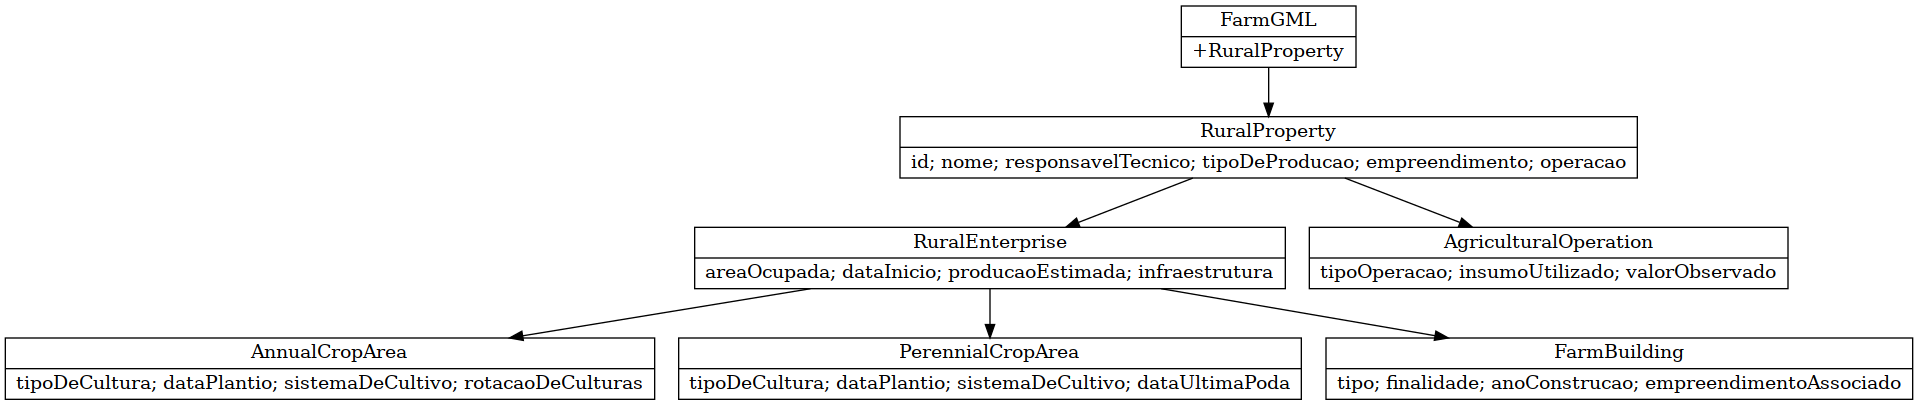 FarmGML
+RuralProperty
RuralProperty
id; nome; responsavelTecnico; tipoDeProducao; empreendimento; operacao
RuralEnterprise
areaOcupada; dataInicio; producaoEstimada; infraestrutura
AgriculturalOperation
tipoOperacao; insumoUtilizado; valorObservado
AnnualCropArea
tipoDeCultura; dataPlantio; sistemaDeCultivo; rotacaoDeCulturas
PerennialCropArea
tipoDeCultura; dataPlantio; sistemaDeCultivo; dataUltimaPoda
FarmBuilding
tipo; finalidade; anoConstrucao; empreendimentoAssociado